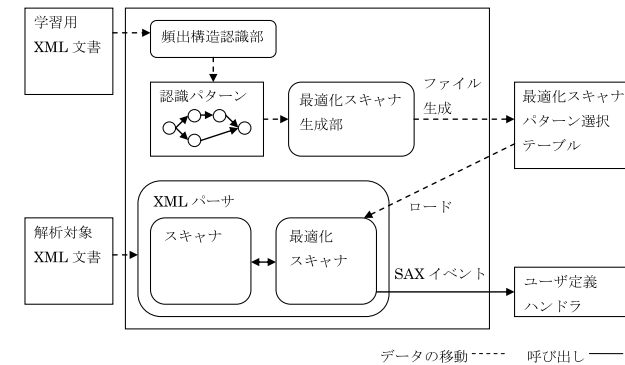 学習用
XML 文書
頻出構造認識部
認識パターン
最適化スキャナ
生成部
ファイル
生成
最適化スキャナ
パターン選択
テーブル
XML パーサ
ロード
解析対象
XML 文書
スキャナ
最適化
スキャナ
SAX イベント
ユーザ定義
ハンドラ
データの移動
呼び出し